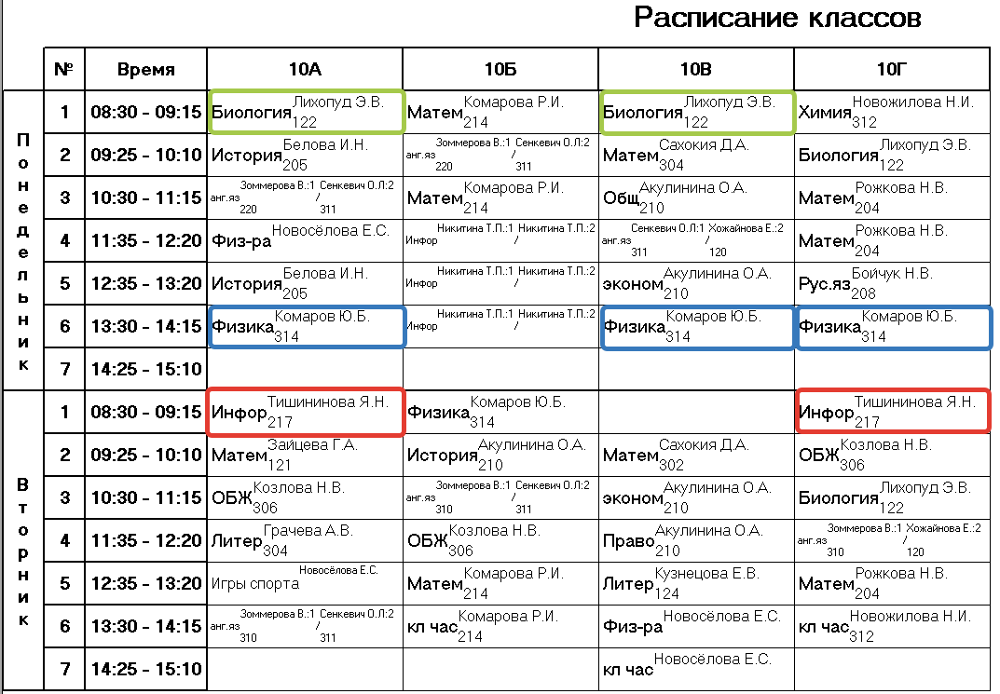 Расписание классов
№ Время 10А 10Б 10В 10Г
Понедельник
1 08:30 - 09:15 Биология Лихопуд Э.В. 122 Матем Комарова Р.И. 214 Биология Лихопуд Э.В. 122 Химия Новожилова Н.И. 312
2 09:25 - 10:10 История Белова И.Н. 205 анг.яз Зоммерова В.:1 Сенкевич О.Л:2 220 / 311 Матем Сахокия Д.А. 304 Биология Лихопуд Э.В. 122
3 10:30 - 11:15 анг.яз Зоммерова В.:1 Сенкевич О.Л:2 220 / 311 Матем Комарова Р.И. 214 Общ Акулинина О.А. 210 Матем Рожкова Н.В. 204
4 11:35 - 12:20 Физ-ра Новосёлова Е.С. Инфор Никитина Т.П.:1 Никитина Т.П.:2 / анг.яз Сенкевич О.Л:1 Хожайнова Е.:2 311 / 120 Матем Рожкова Н.В. 204
5 12:35 - 13:20 История Белова И.Н. 205 Инфор Никитина Т.П.:1 Никитина Т.П.:2 / эконом Акулинина О.А. 210 Рус.яз Бойчук Н.В. 208
6 13:30 - 14:15 Физика Комаров Ю.Б. 314 Инфор Никитина Т.П.:1 Никитина Т.П.:2 / Физика Комаров Ю.Б. 314 Физика Комаров Ю.Б. 314
7 14:25 - 15:10
Вторник
1 08:30 - 09:15 Инфор Тишининова Я.Н. 217 Физика Комаров Ю.Б. 314 Инфор Тишининова Я.Н. 217
2 09:25 - 10:10 Матем Зайцева Г.А. 121 История Акулинина О.А. 210 Матем Сахокия Д.А. 302 ОБЖ Козлова Н.В. 306
3 10:30 - 11:15 ОБЖ Козлова Н.В. 306 анг.яз Зоммерова В.:1 Сенкевич О.Л:2 310 / 311 эконом Акулинина О.А. 210 Биология Лихопуд Э.В. 122
4 11:35 - 12:20 Литер Грачева А.В. 304 ОБЖ Козлова Н.В. 306 Право Акулинина О.А. 210 анг.яз Зоммерова В.:1 Хожайнова Е.:2 310 / 120
5 12:35 - 13:20 Игры спорта Новосёлова Е.С. Матем Комарова Р.И. 214 Литер Кузнецова Е.В. 124 Матем Рожкова Н.В. 204
6 13:30 - 14:15 анг.яз Зоммерова В.:1 Сенкевич О.Л:2 310 / 311 кл час Комарова Р.И. 214 Физ-ра Новосёлова Е.С. кл час Новожилова Н.И. 312
7 14:25 - 15:10 кл час Новосёлова Е.С.